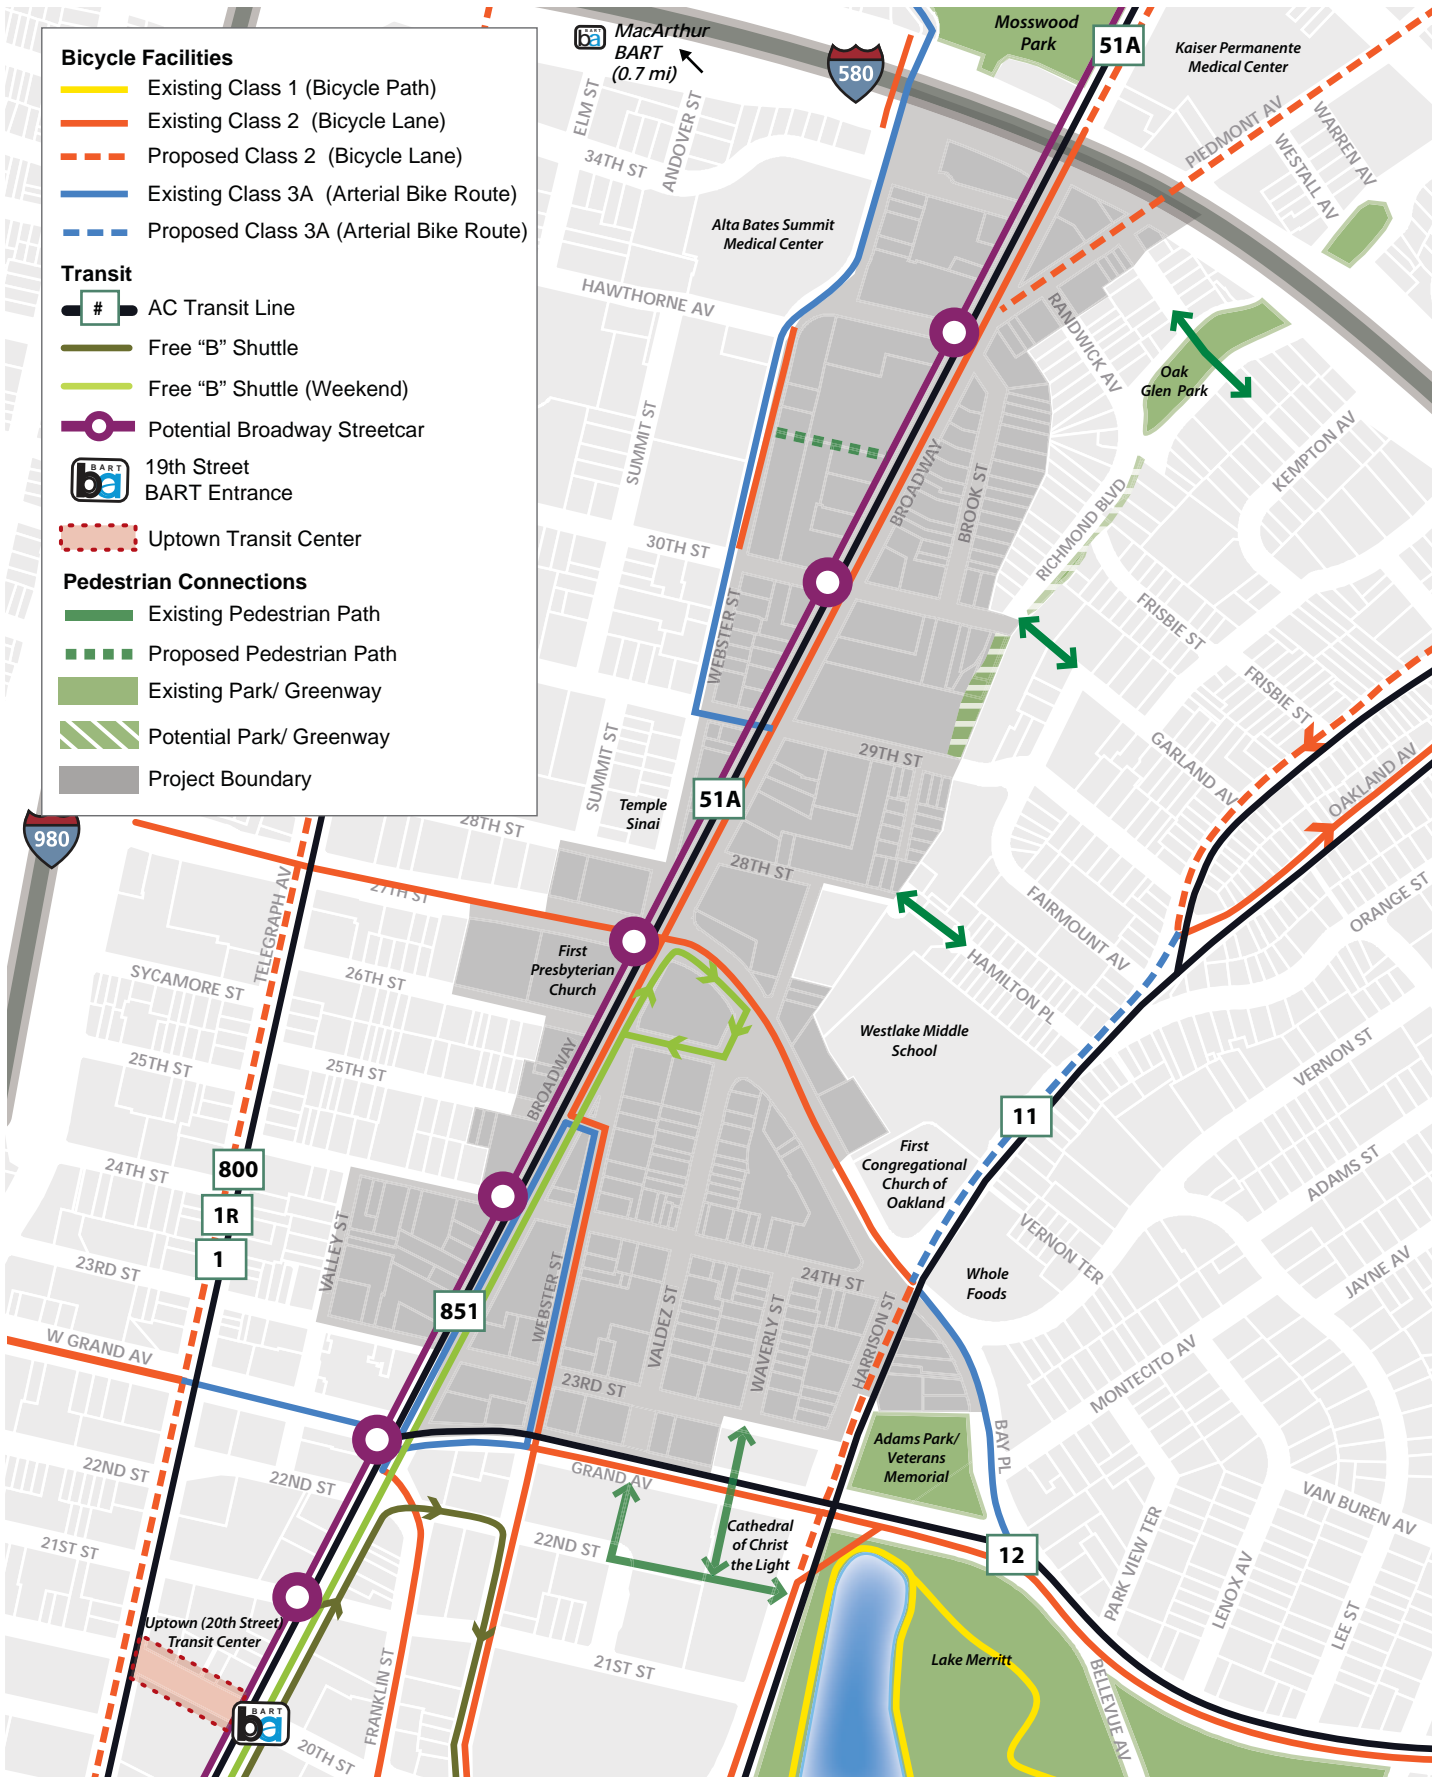 Bicycle Facilities
Existing Class 1 (Bicycle Path)
Existing Class 2 (Bicycle Lane)
Proposed Class 2 (Bicycle Lane)
Existing Class 3A (Arterial Bike Route)
Proposed Class 3A (Arterial Bike Route)
Transit
# AC Transit Line
Free “B” Shuttle
Free “B” Shuttle (Weekend)
Potential Broadway Streetcar
BART
ba
19th Street
BART Entrance
Uptown Transit Center
Pedestrian Connections
Existing Pedestrian Path
Proposed Pedestrian Path
Existing Park/ Greenway
Potential Park/ Greenway
Project Boundary
BART
ba
MacArthur
BART
(0.7 mi)
580
Mosswood
Park
51A
Kaiser Permanente
Medical Center
ELM ST
ANDOVER ST
34TH ST
PIEDMONT AV
WARREN AV
WESTALL AV
Alta Bates Summit
Medical Center
HAWTHORNE AV
RANDWICK AV
Oak
Glen Park
SUMMIT ST
BROADWAY
BROOK ST
KEMPTON AV
RICHMOND BLVD
30TH ST
WEBSTER ST
FRISBIE ST
FRISBIE ST
SUMMIT ST
29TH ST
GARLAND AV
OAKLAND AV
Temple
Sinai
51A
980
28TH ST
28TH ST
27TH ST
TELEGRAPH AV
FAIRMOUNT AV
ORANGE ST
First
Presbyterian
Church
HAMILTON PL
SYCAMORE ST
26TH ST
Westlake Middle
School
VERNON ST
25TH ST
25TH ST
BROADWAY
11
24TH ST
800
1R
1
First
Congregational
Church of
Oakland
ADAMS ST
VALLEY ST
VERNON TER
23RD ST
851
WEBSTER ST
24TH ST
Whole
Foods
JAYNE AV
VALDEZ ST
WAVERLY ST
HARRISON ST
W GRAND AV
23RD ST
MONTECITO AV
Adams Park/
Veterans
Memorial
BAY PL
22ND ST
22ND ST
GRAND AV
VAN BUREN AV
21ST ST
22ND ST
Cathedral
of Christ
the Light
12
PARK VIEW TER
LENOX AV
LEE ST
Uptown (20th Street)
Transit Center
21ST ST
Lake Merritt
FRANKLIN ST
BELLEVUE AV
BART
ba
20TH ST